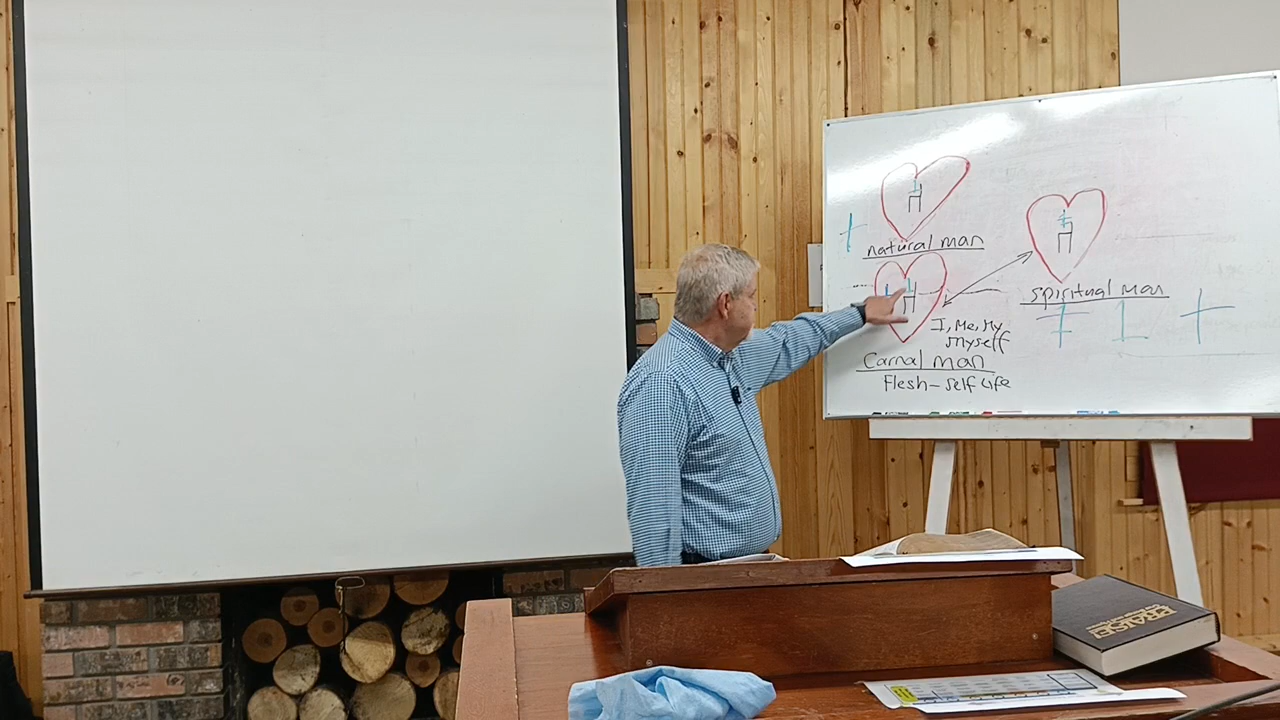 natural man
spiritual man
I, Me, My
Myself
Carnal man
Flesh - Self Life
PRAISE!